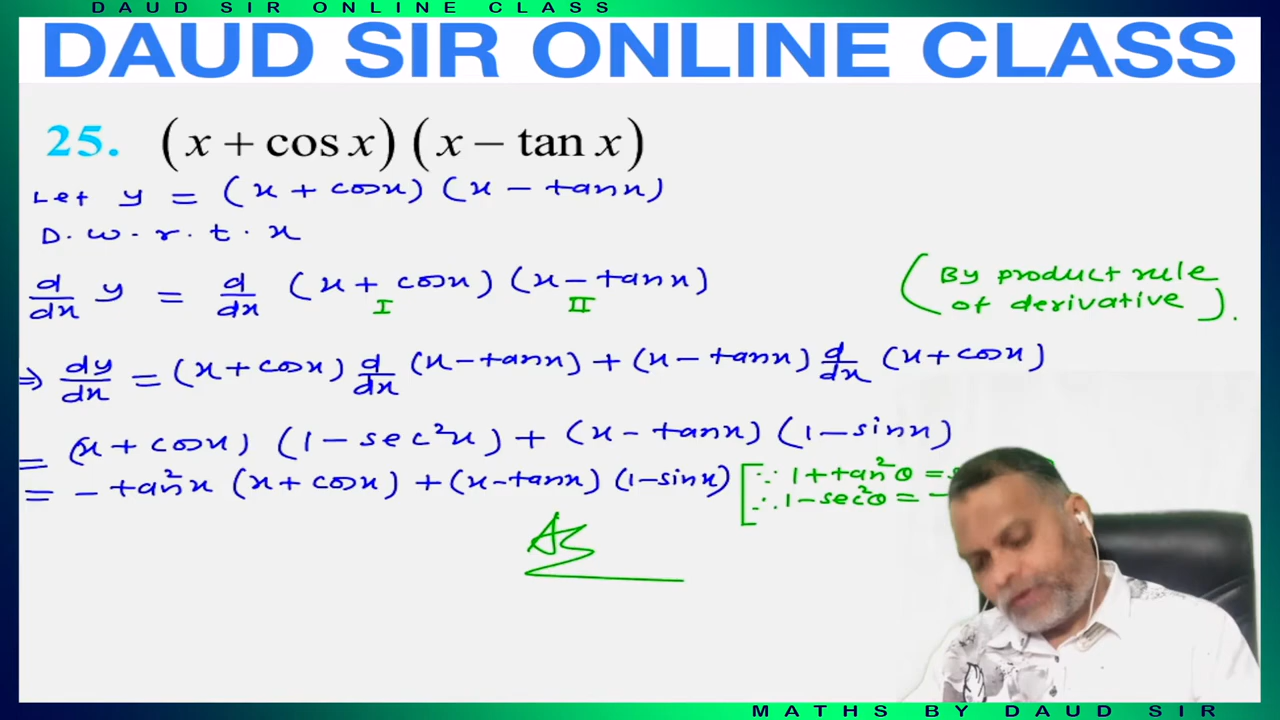 DAUD SIR ONLINE CLASS
DAUD SIR ONLINE CLASS
25. (x + cos x) (x − tan x)
Let y = (x + cosx) (x − tanx)
D. w. r. t. x
d/dx y = d/dx (x + cosx) (x − tanx)
I II
(By product rule
of derivative).
⇒ dy/dx = (x + cosx) d/dx (x − tanx) + (x − tanx) d/dx (x + cosx)
= (x + cosx) (1 − sec²x) + (x − tanx) (1 − sinx)
= − tan²x (x + cosx) + (x − tanx) (1 − sinx) [∵ 1 + tan²θ =
∴ 1 − sec²θ = −
MATHS BY DAUD SIR